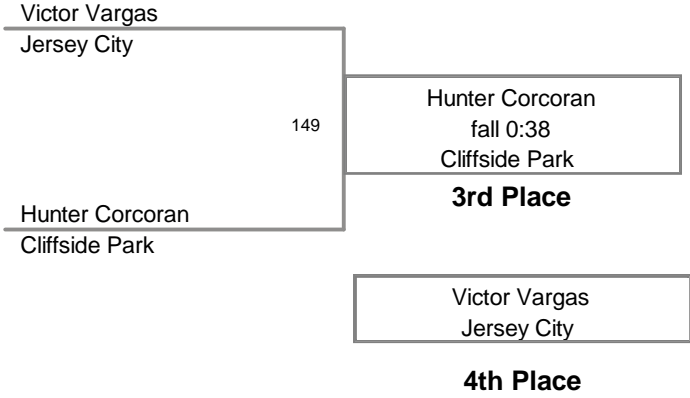 Victor Vargas
Jersey City
149
Hunter Corcoran
fall 0:38
Cliffside Park
3rd Place
Hunter Corcoran
Cliffside Park
Victor Vargas
Jersey City
4th Place